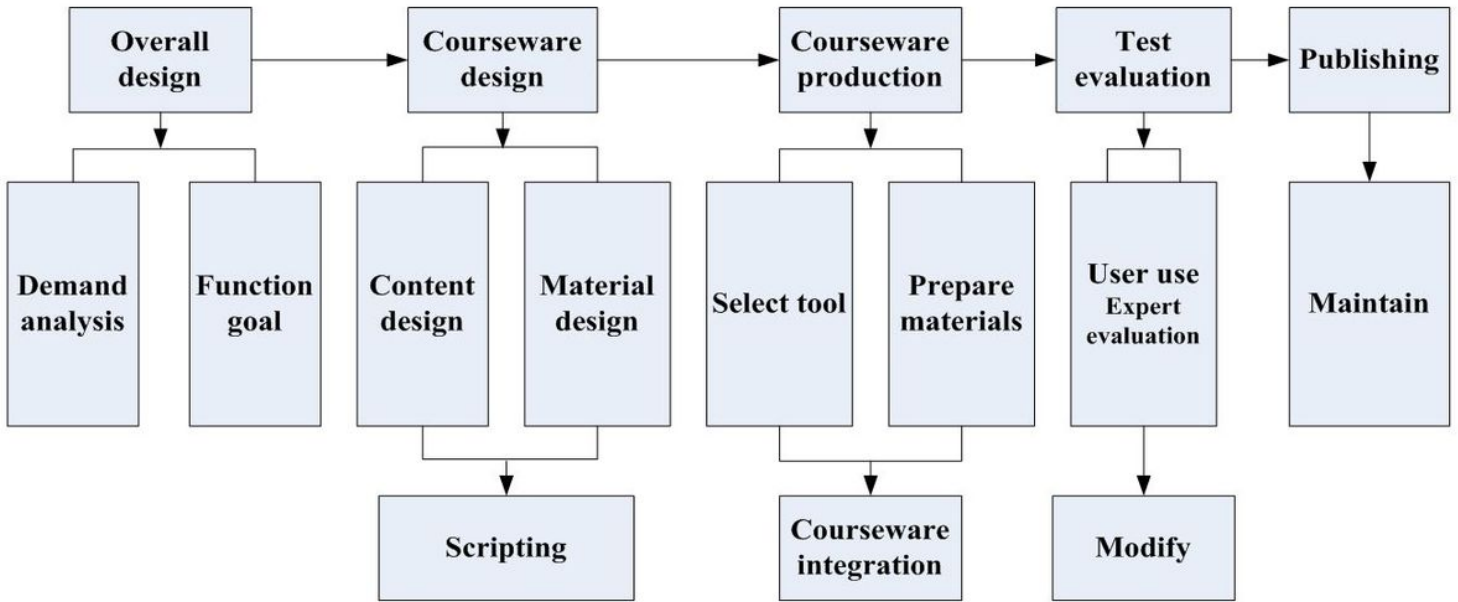 Overall
design
Courseware
design
Courseware
production
Test
evaluation
Publishing
Demand
analysis
Function
goal
Content
design
Material
design
Select tool
Prepare
materials
User use
Expert
evaluation
Maintain
Scripting
Courseware
integration
Modify